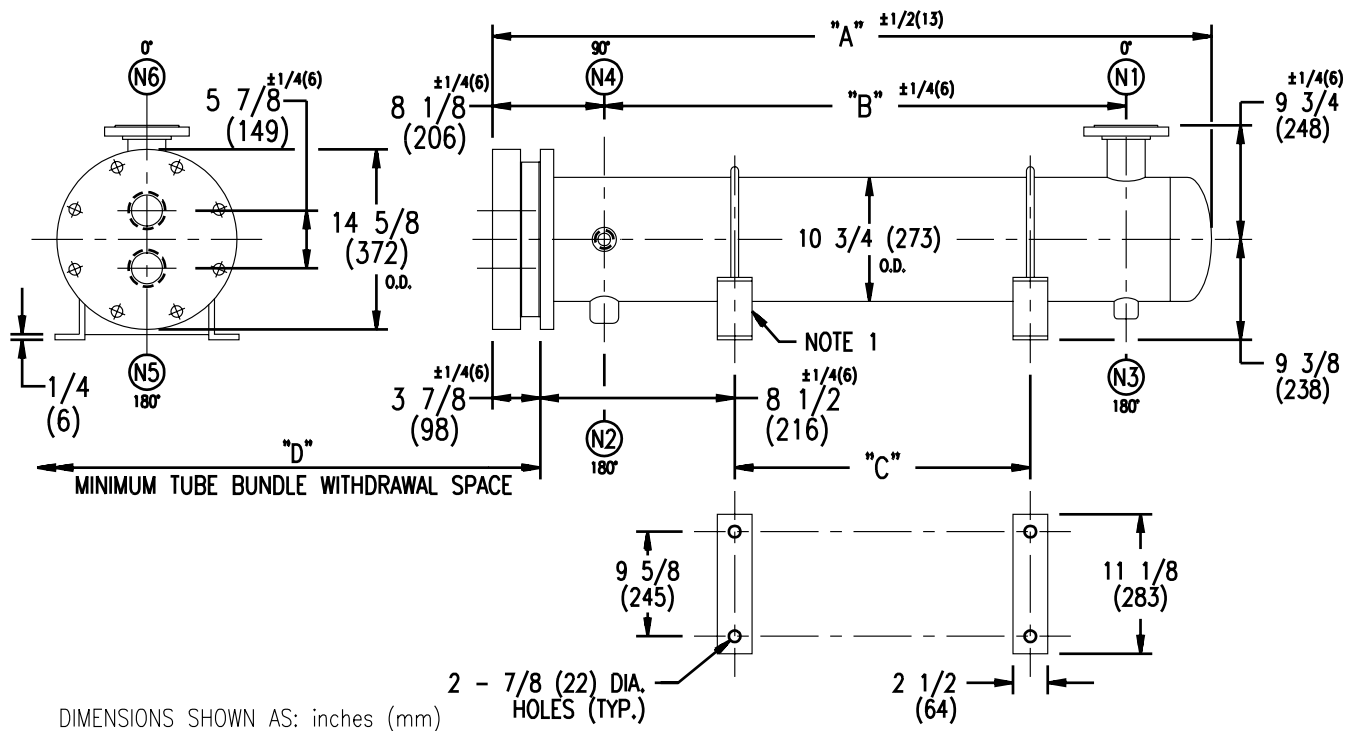 "A" ±1/2(13)
0°
N6
±1/4(6)
5 7/8
(149)
±1/4(6)
8 1/8
(206)
90°
N4
"B" ±1/4(6)
0°
N1
±1/4(6)
9 3/4
(248)
14 5/8
(372)
O.D.
10 3/4 (273)
O.D.
NOTE 1
1/4
(6)
N5
180°
±1/4(6)
3 7/8
(98)
N2
180°
±1/4(6)
8 1/2
(216)
N3
180°
9 3/8
(238)
"D"
MINIMUM TUBE BUNDLE WITHDRAWAL SPACE
"C"
9 5/8
(245)
11 1/8
(283)
2 - 7/8 (22) DIA.
HOLES (TYP.)
2 1/2
(64)
DIMENSIONS SHOWN AS: inches (mm)